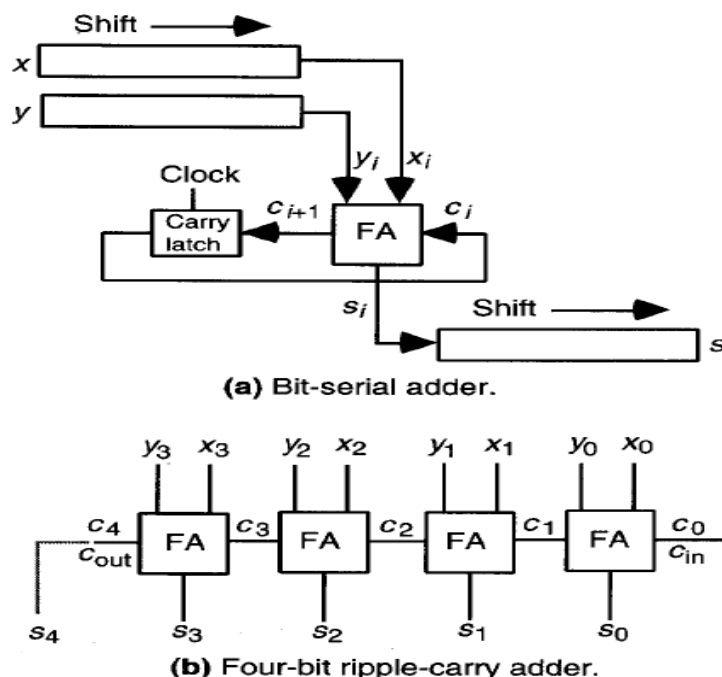 Shift
x
y
y_i x_i
Clock
Carry latch
c_{i+1} FA c_i
s_i Shift
s
(a) Bit-serial adder.
y_3 x_3 y_2 x_2 y_1 x_1 y_0 x_0
c_4 FA c_3 FA c_2 FA c_1 FA c_0
c_out c_in
s_4 s_3 s_2 s_1 s_0
(b) Four-bit ripple-carry adder.